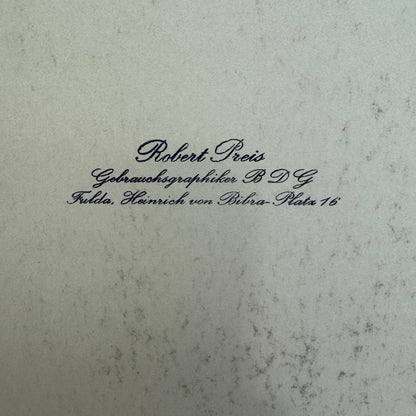 Robert Preis
Gebrauchsgraphiker B D G
Fulda, Heinrich von Bibra-Platz 16